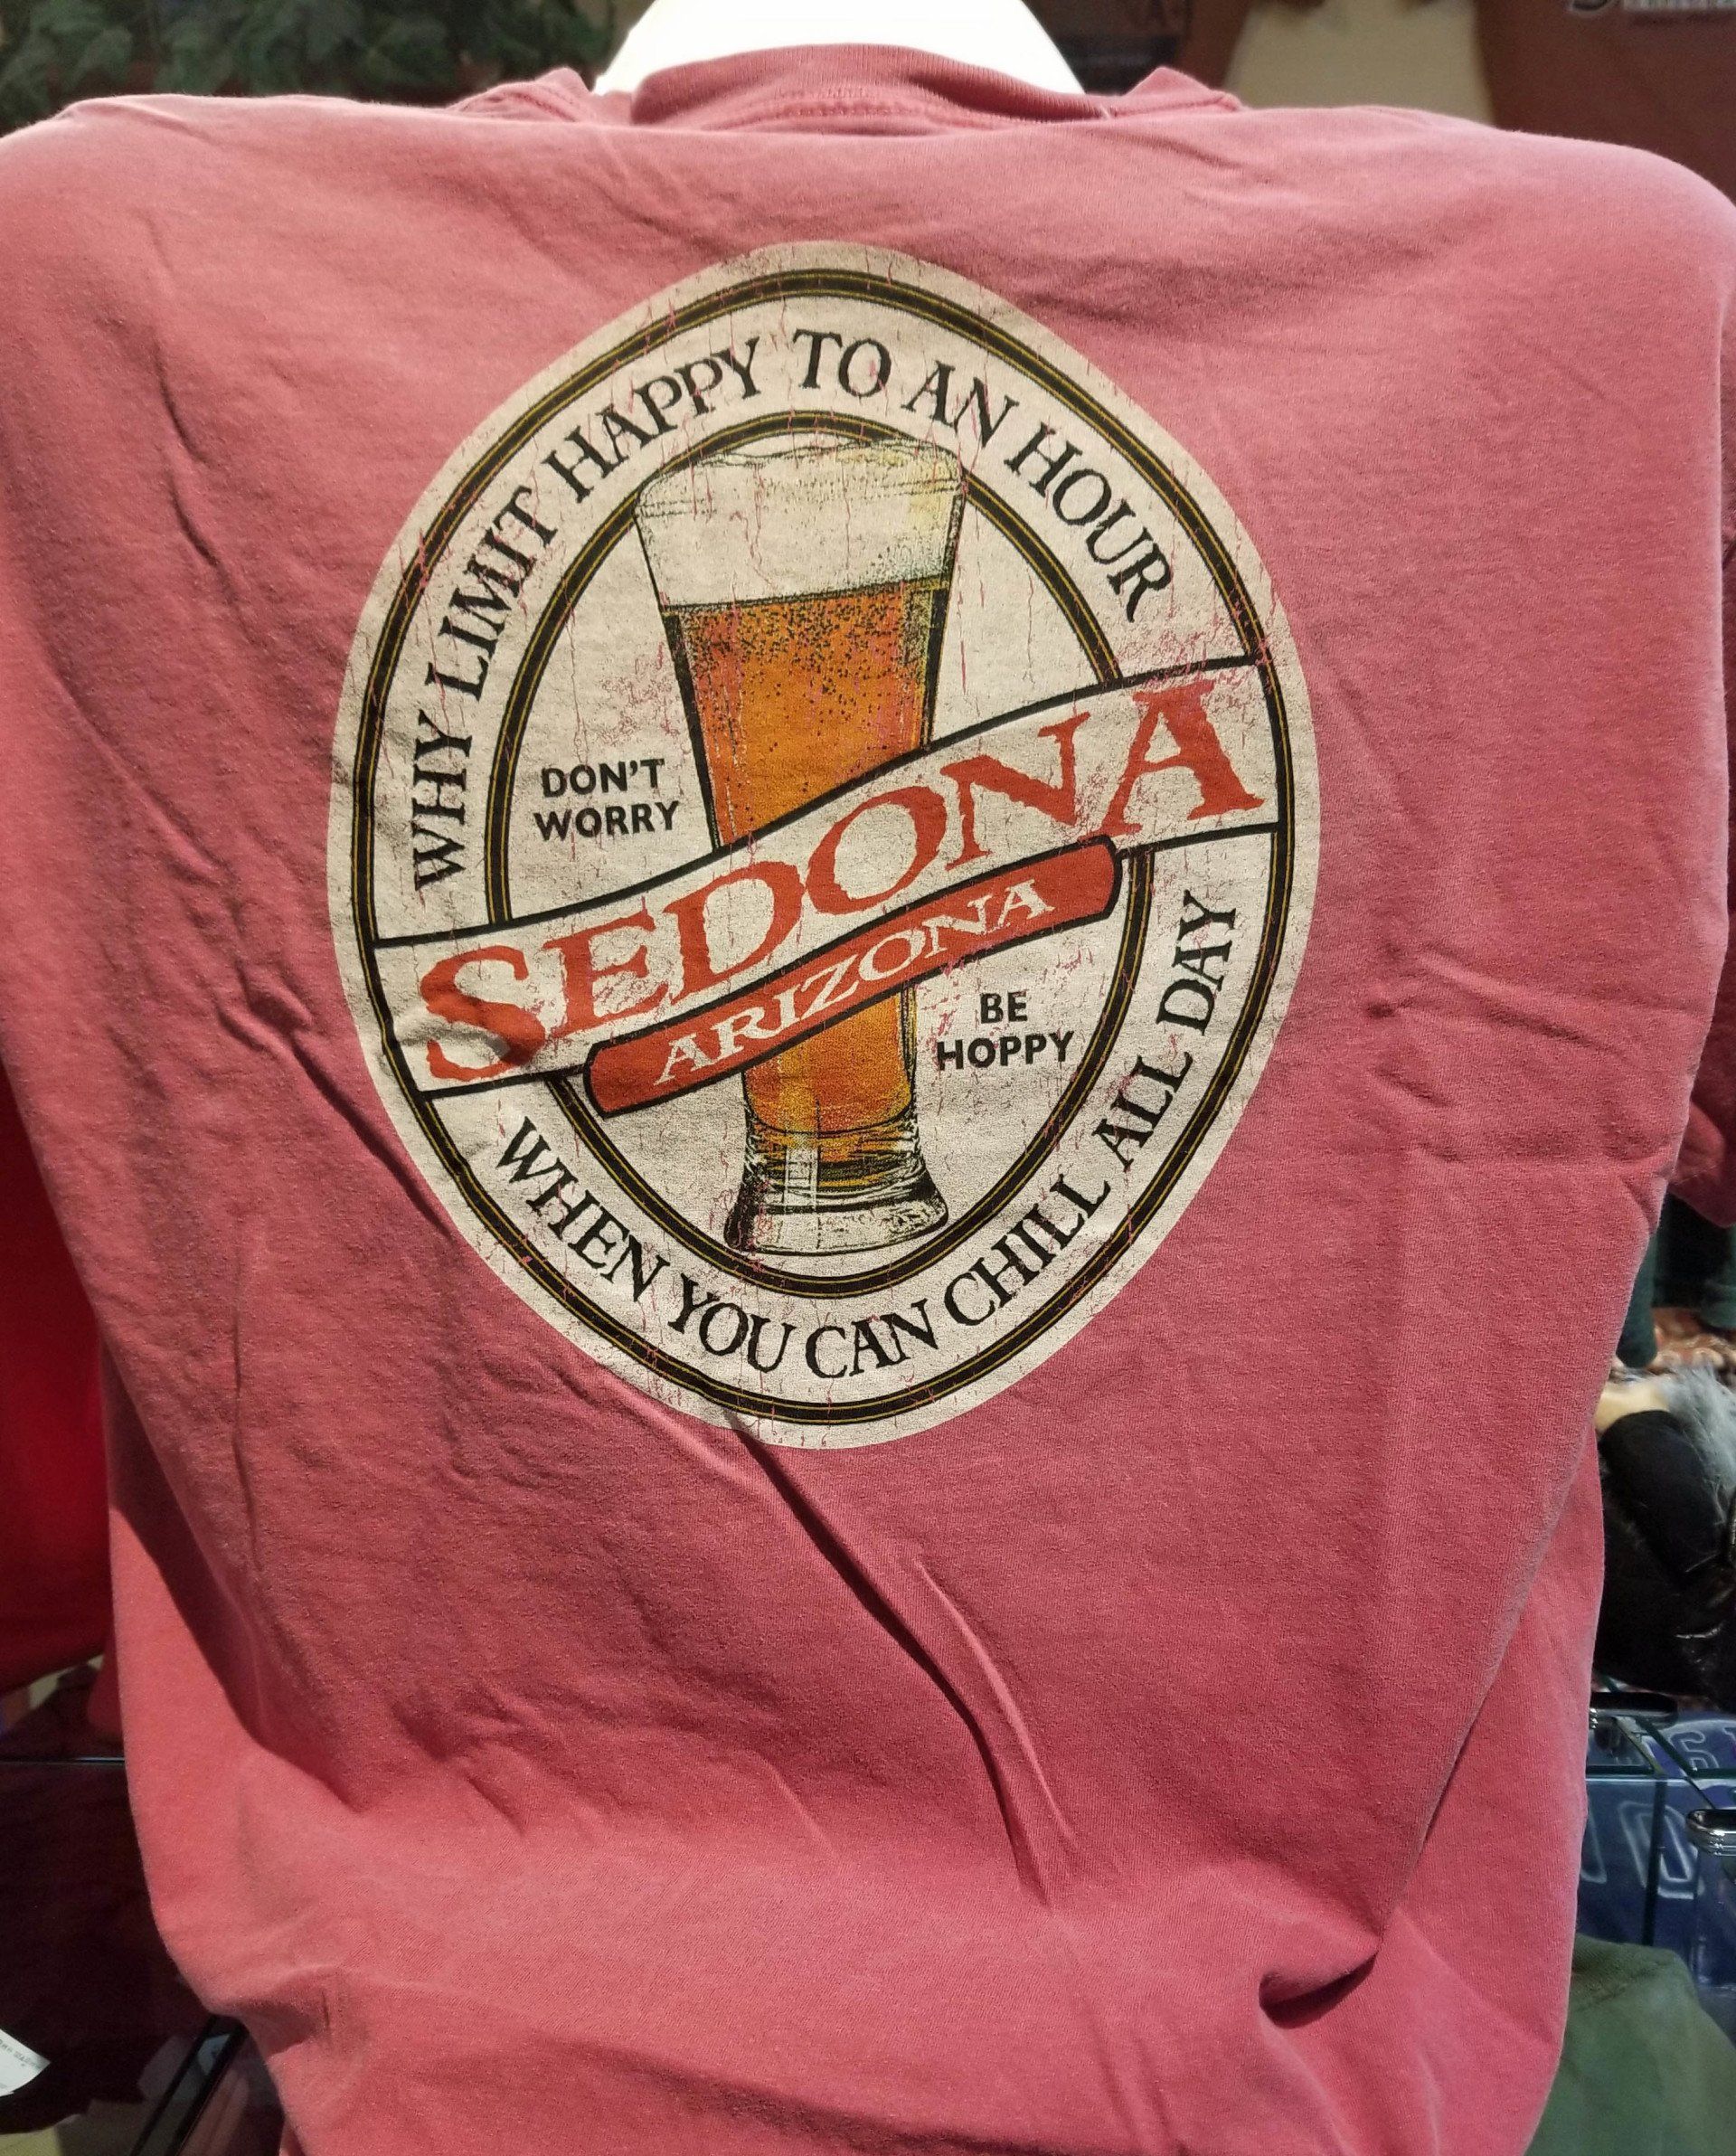 WHY LIMIT HAPPY TO AN HOUR
DON'T
WORRY
SEDONA
ARIZONA
BE
HOPPY
WHEN YOU CAN CHILL ALL DAY